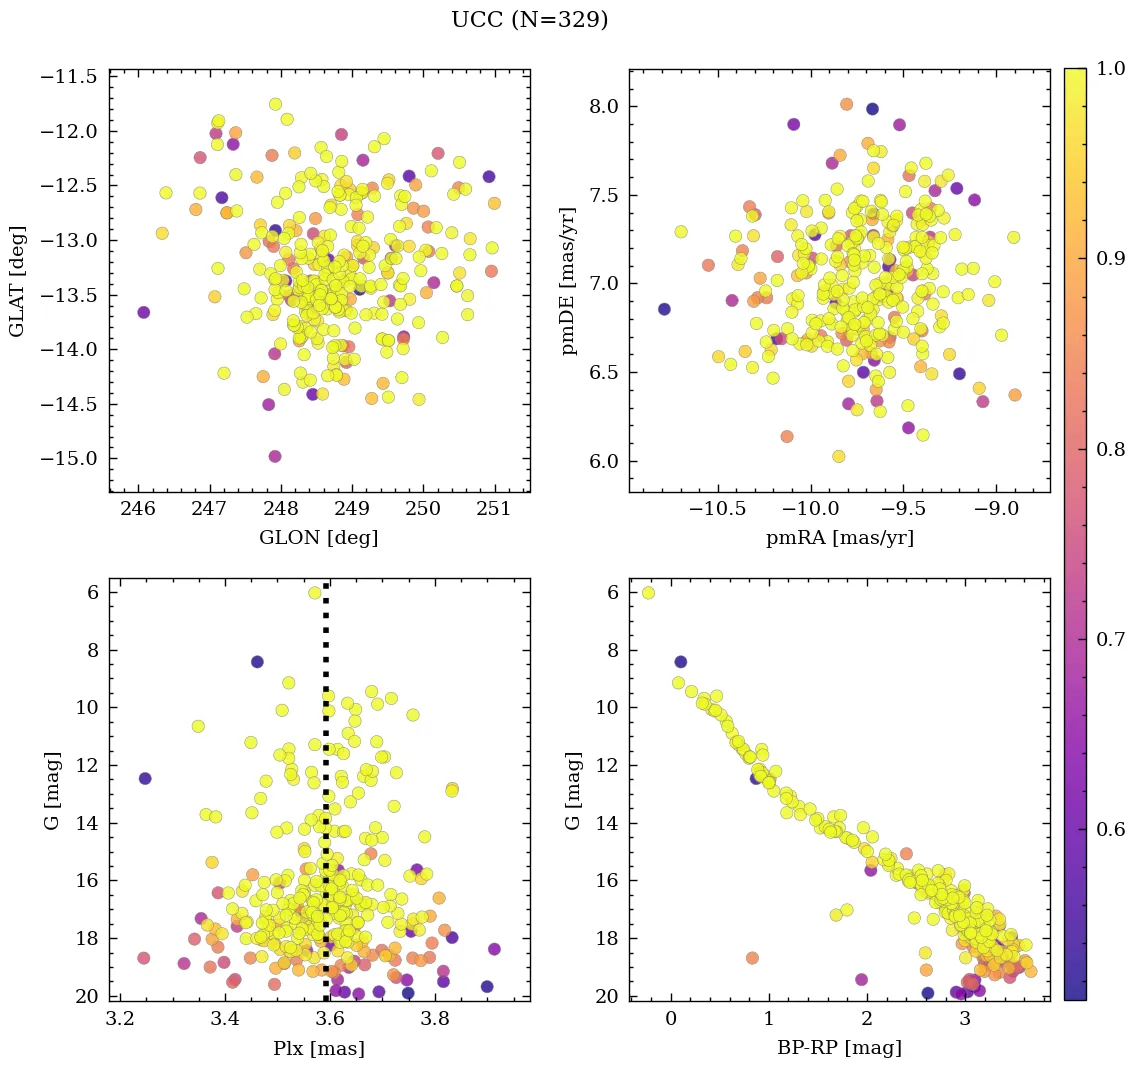 UCC (N=329)
−11.5
−12.0
−12.5
−13.0
−13.5
−14.0
−14.5
−15.0
GLAT [deg]
246 247 248 249 250 251
GLON [deg]
8.0
7.5
7.0
6.5
6.0
pmDE [mas/yr]
−10.5 −10.0 −9.5 −9.0
pmRA [mas/yr]
1.0
0.9
0.8
0.7
0.6
6
8
10
12
14
16
18
20
G [mag]
3.2 3.4 3.6 3.8
Plx [mas]
6
8
10
12
14
16
18
20
G [mag]
0 1 2 3
BP-RP [mag]